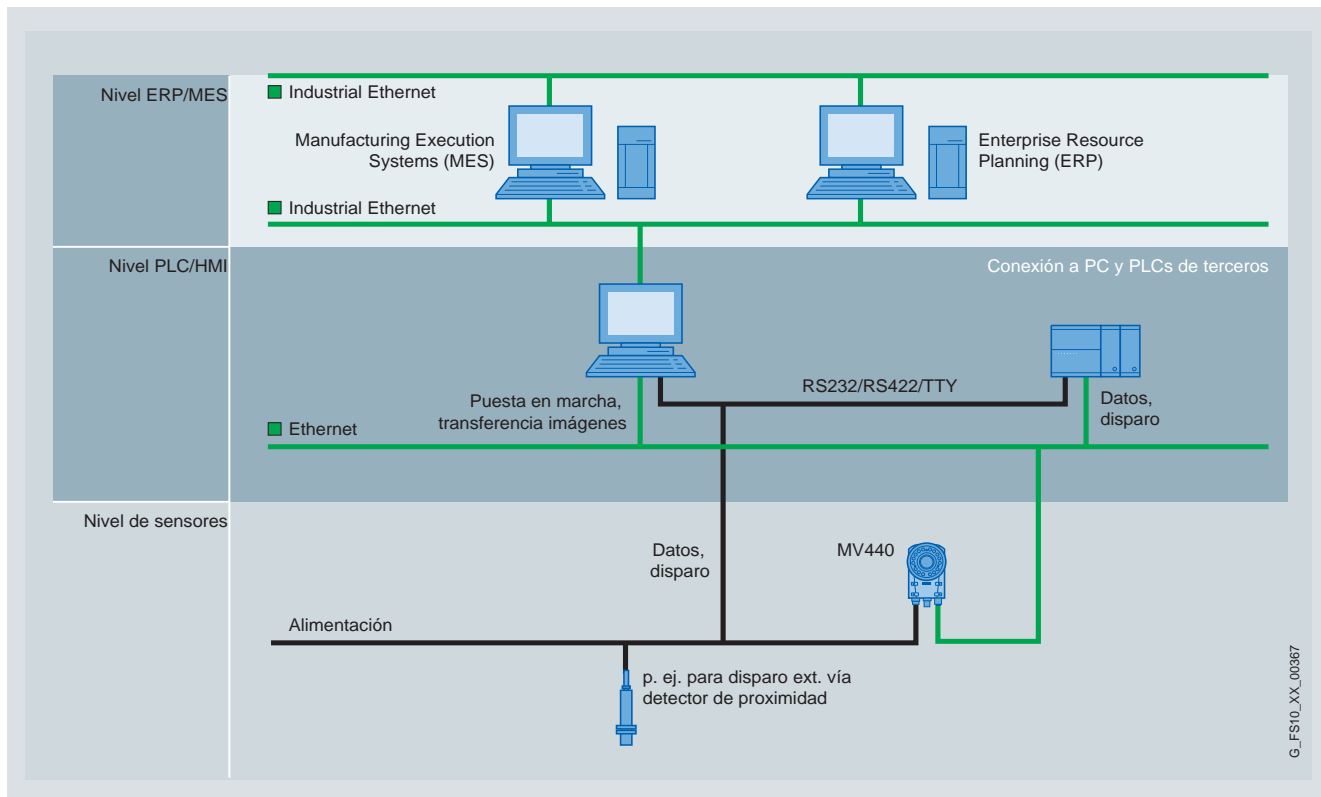 Nivel ERP/MES
Industrial Ethernet
Manufacturing Execution
Systems (MES)
Enterprise Resource
Planning (ERP)
Industrial Ethernet
Nivel PLC/HMI
Conexión a PC y PLCs de terceros
RS232/RS422/TTY
Puesta en marcha,
transferencia imágenes
Datos,
disparo
Ethernet
Nivel de sensores
Datos,
disparo
MV440
Alimentación
p. ej. para disparo ext. vía
detector de proximidad
G_FS10_XX_00367